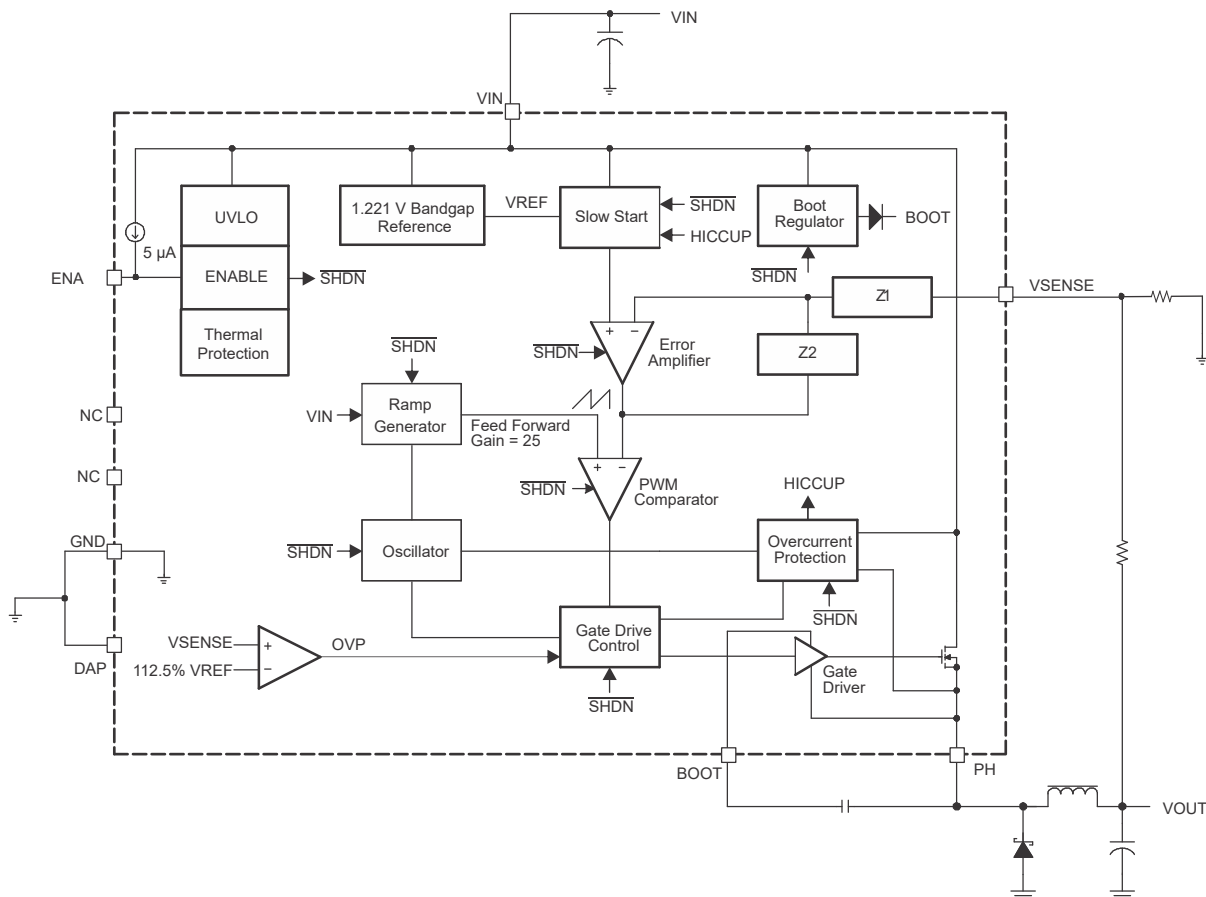 VIN
VIN
UVLO
1.221 V Bandgap
Reference
VREF
Slow Start
SHDN
HICCUP
Boot
Regulator
BOOT
SHDN
5 µA
ENA
ENABLE
SHDN
Z1
VSENSE
Thermal
Protection
SHDN
+ −
Error
Amplifier
Z2
SHDN
VIN
Ramp
Generator
Feed Forward
Gain = 25
NC
NC
+ −
SHDN
PWM
Comparator
HICCUP
GND
SHDN
Oscillator
Overcurrent
Protection
SHDN
Gate Drive
Control
VSENSE
+
OVP
DAP
112.5% VREF
−
Gate
Driver
SHDN
BOOT
PH
VOUT